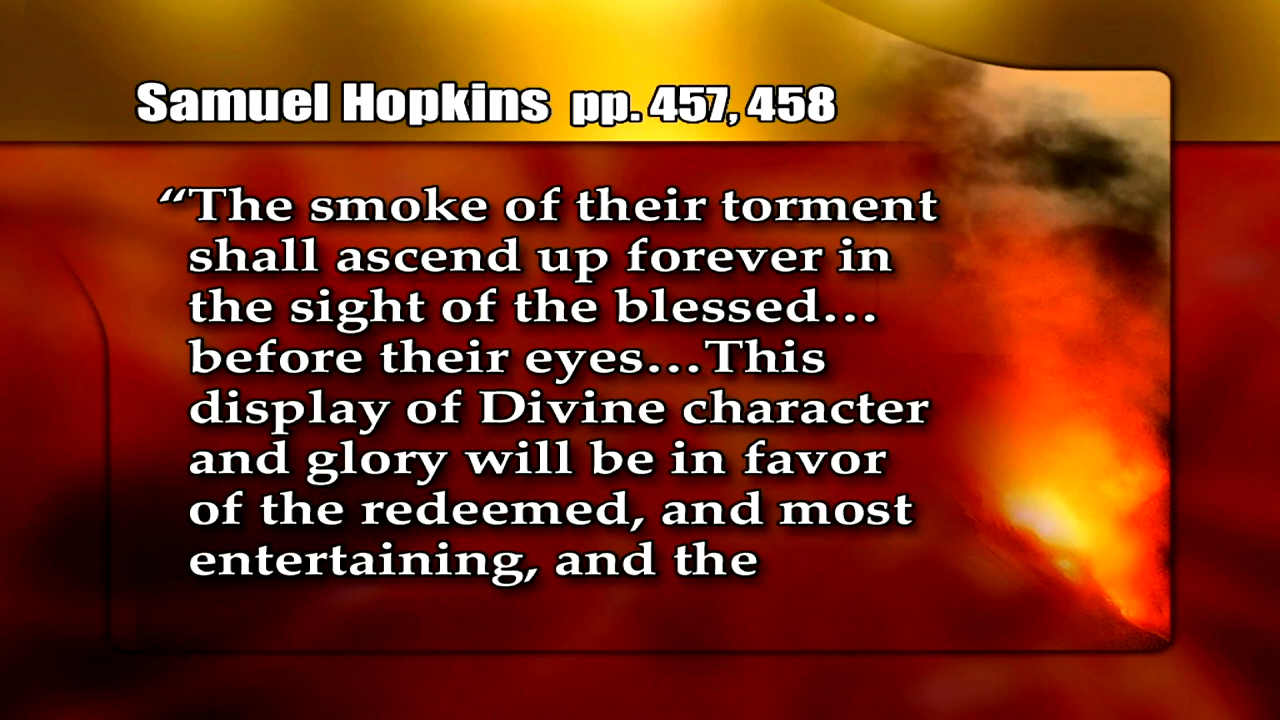 Samuel Hopkins pp. 457, 458
“The smoke of their torment
shall ascend up forever in
the sight of the blessed...
before their eyes...This
display of Divine character
and glory will be in favor
of the redeemed, and most
entertaining, and the